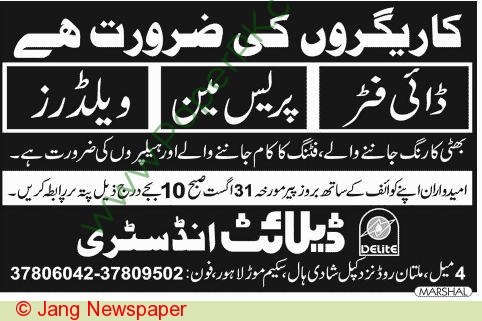 کاریگروں کی ضرورت ھے
ڈائی فٹر
پریس مین
ویلڈرز
بھٹی کا رنگ جاننے والے، فٹنگ کا کام جاننے والے اور ہیلپروں کی ضرورت ہے۔
امیدواران اپنے کوائف کے ساتھ بروز پیر مورخہ 31 اگست صبح 10 بجے درج ذیل پتہ پر رابطہ کریں۔
ڈیلائٹ انڈسٹری
DELITE
4 میل، ملتان روڈ نزد کپل شادی ہال، سکیم موڑ لاہور، فون: 37809502-37806042
MARSHAL
© Jang Newspaper